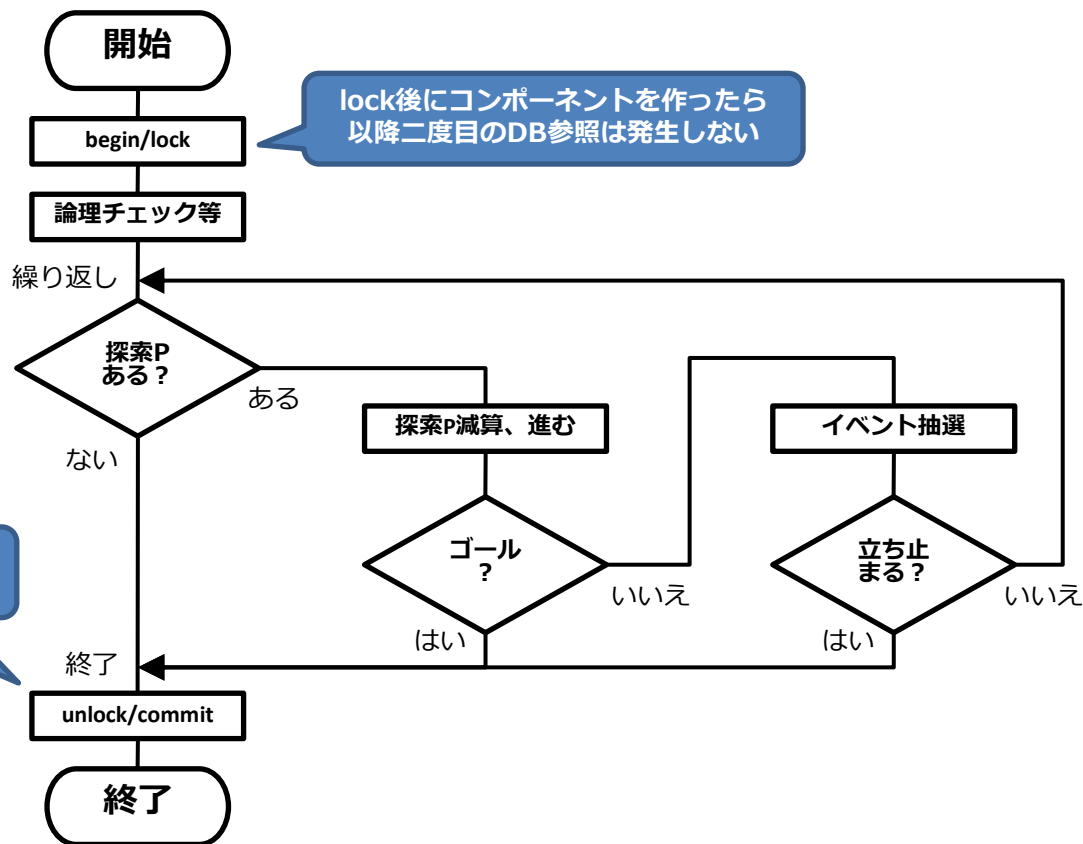 開始
lock後にコンポーネントを作ったら
以降二度目のDB参照は発生しない
begin/lock
論理チェック等
繰り返し
探索P
ある？
ある
ない
探索P減算、進む
イベント抽選
ゴール
？
いいえ
はい
立ち止
まる？
いいえ
はい
終了
unlock/commit
終了